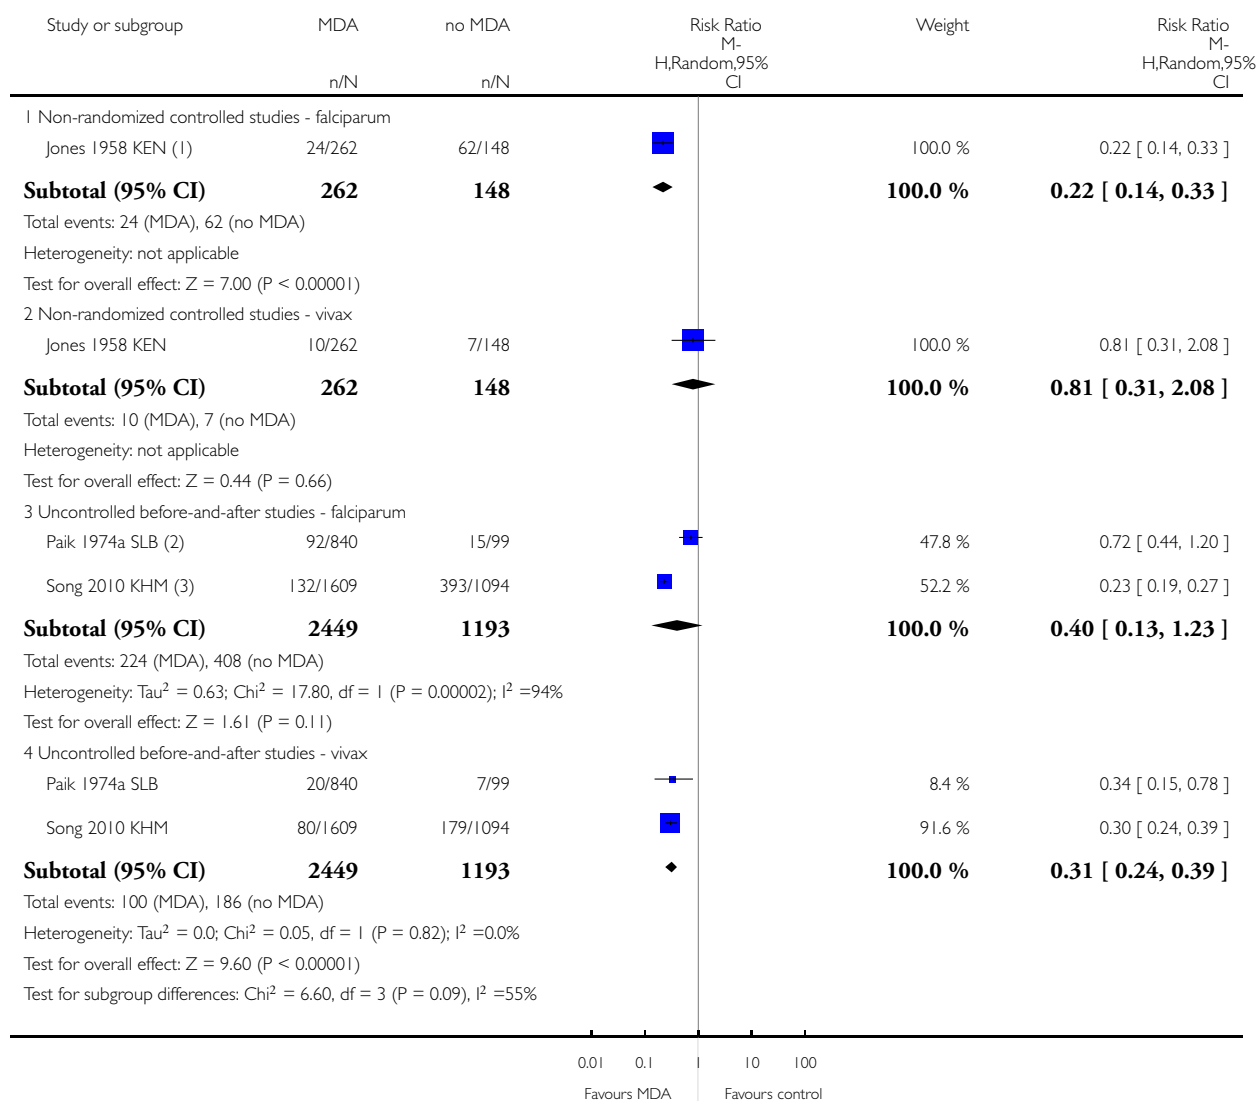 Study or subgroup MDA no MDA Risk Ratio Weight Risk Ratio
M- M-
H,Random,95% H,Random,95%
n/N n/N CI CI
1 Non-randomized controlled studies - falciparum
Jones 1958 KEN (1) 24/262 62/148 100.0 % 0.22 [ 0.14, 0.33 ]
Subtotal (95% CI) 262 148 100.0 % 0.22 [ 0.14, 0.33 ]
Total events: 24 (MDA), 62 (no MDA)
Heterogeneity: not applicable
Test for overall effect: Z = 7.00 (P < 0.00001)
2 Non-randomized controlled studies - vivax
Jones 1958 KEN 10/262 7/148 100.0 % 0.81 [ 0.31, 2.08 ]
Subtotal (95% CI) 262 148 100.0 % 0.81 [ 0.31, 2.08 ]
Total events: 10 (MDA), 7 (no MDA)
Heterogeneity: not applicable
Test for overall effect: Z = 0.44 (P = 0.66)
3 Uncontrolled before-and-after studies - falciparum
Paik 1974a SLB (2) 92/840 15/99 47.8 % 0.72 [ 0.44, 1.20 ]
Song 2010 KHM (3) 132/1609 393/1094 52.2 % 0.23 [ 0.19, 0.27 ]
Subtotal (95% CI) 2449 1193 100.0 % 0.40 [ 0.13, 1.23 ]
Total events: 224 (MDA), 408 (no MDA)
Heterogeneity: Tau² = 0.63; Chi² = 17.80, df = 1 (P = 0.00002); I² =94%
Test for overall effect: Z = 1.61 (P = 0.11)
4 Uncontrolled before-and-after studies - vivax
Paik 1974a SLB 20/840 7/99 8.4 % 0.34 [ 0.15, 0.78 ]
Song 2010 KHM 80/1609 179/1094 91.6 % 0.30 [ 0.24, 0.39 ]
Subtotal (95% CI) 2449 1193 100.0 % 0.31 [ 0.24, 0.39 ]
Total events: 100 (MDA), 186 (no MDA)
Heterogeneity: Tau² = 0.0; Chi² = 0.05, df = 1 (P = 0.82); I² =0.0%
Test for overall effect: Z = 9.60 (P < 0.00001)
Test for subgroup differences: Chi² = 6.60, df = 3 (P = 0.09), I² =55%
0.01 0.1 1 10 100
Favours MDA Favours control